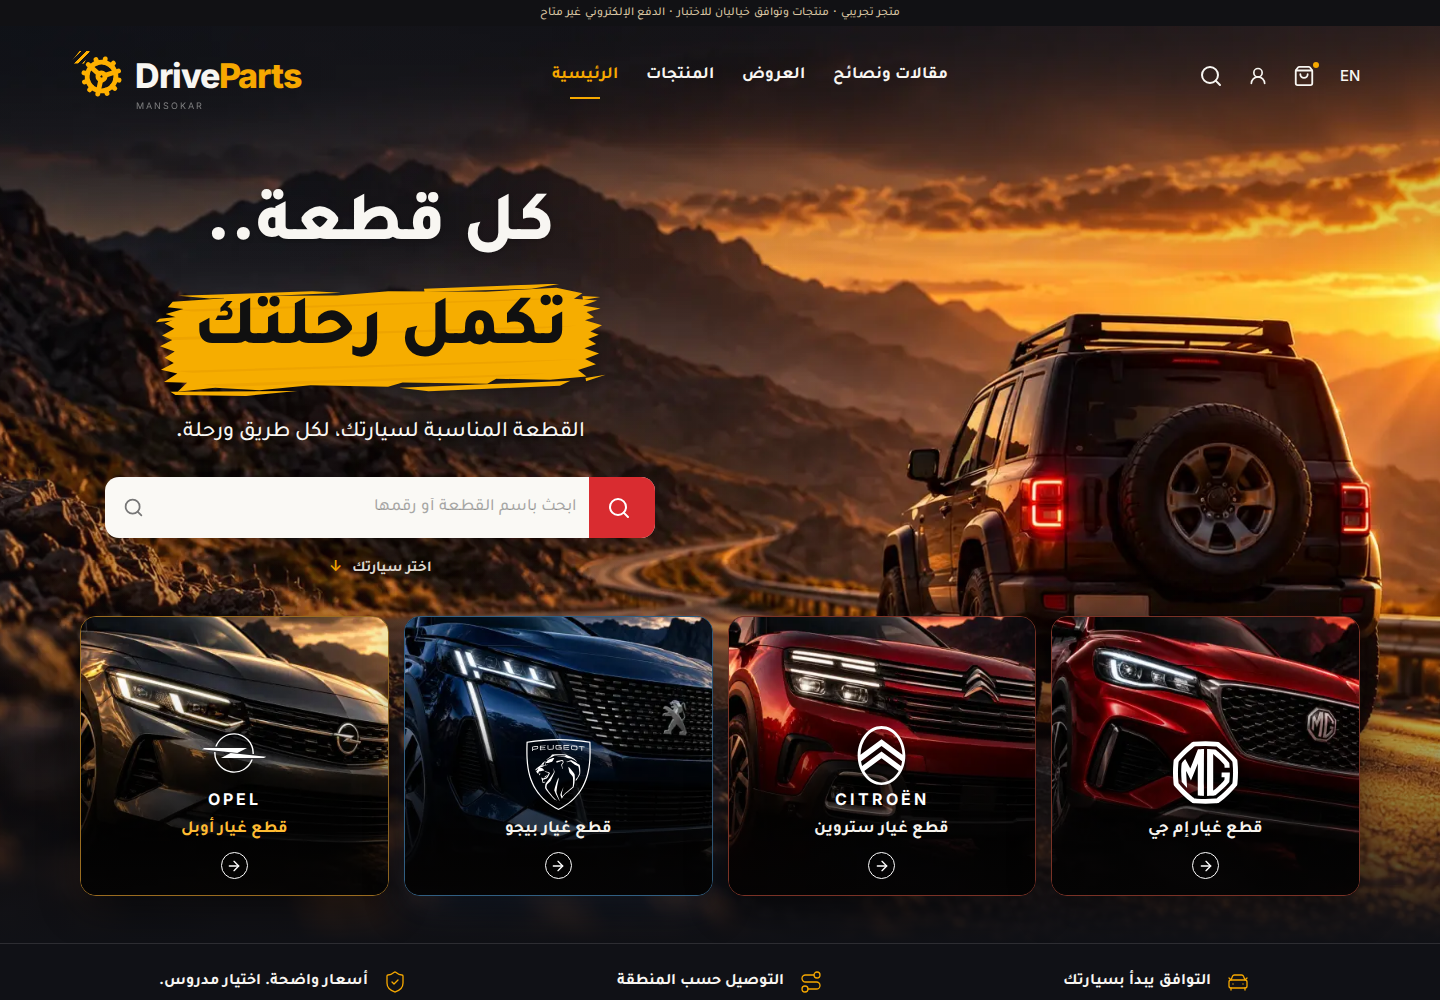 متجر تجريبي · منتجات وتوافق خياليان للاختبار · الدفع الإلكتروني غير متاح
DriveParts
MANSOKAR
الرئيسية
المنتجات
العروض
مقالات ونصائح
EN
كل قطعة..
تكمل رحلتك
القطعة المناسبة لسيارتك، لكل طريق ورحلة.
ابحث باسم القطعة أو رقمها
اختر سيارتك ↓
OPEL
قطع غيار أوبل
PEUGEOT
قطع غيار بيجو
CITROËN
قطع غيار ستروين
MG
MG
قطع غيار إم جي
التوافق يبدأ بسيارتك
التوصيل حسب المنطقة
أسعار واضحة. اختيار مدروس.